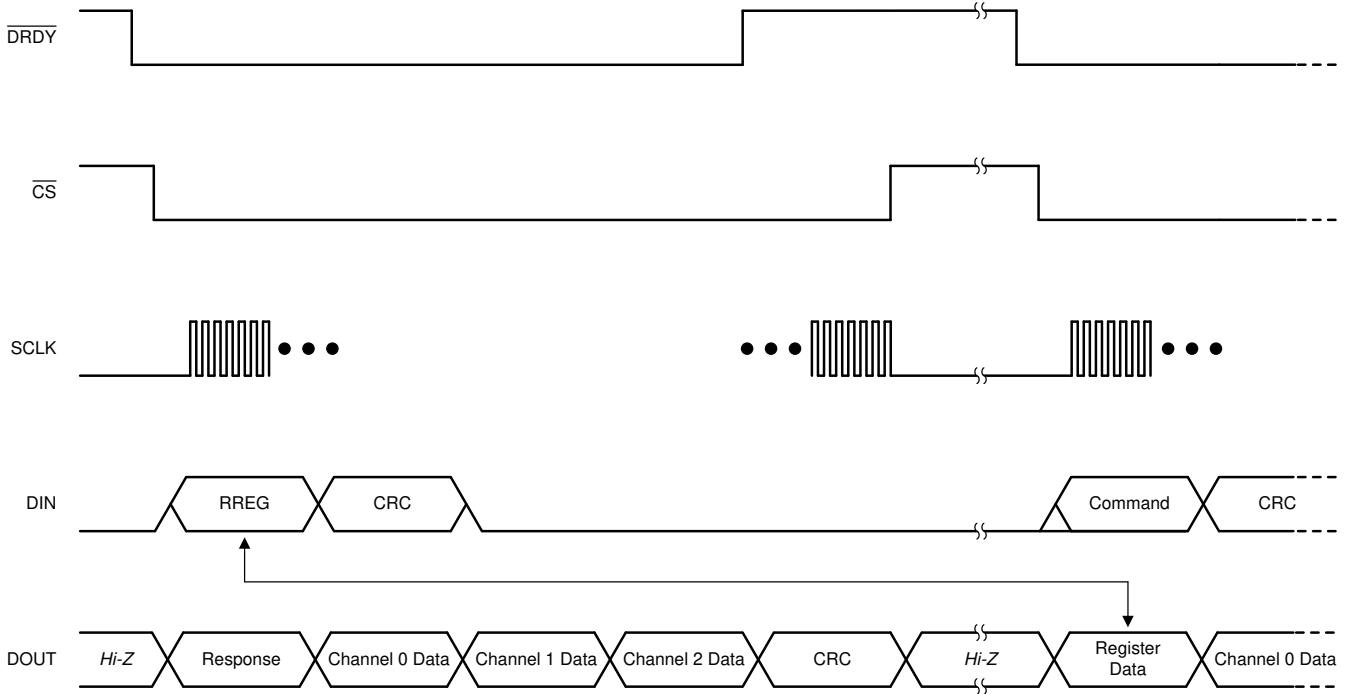 DRDY
CS
SCLK
DIN
RREG
CRC
Command
CRC
DOUT
Hi-Z
Response
Channel 0 Data
Channel 1 Data
Channel 2 Data
CRC
Hi-Z
Register
Data
Channel 0 Data